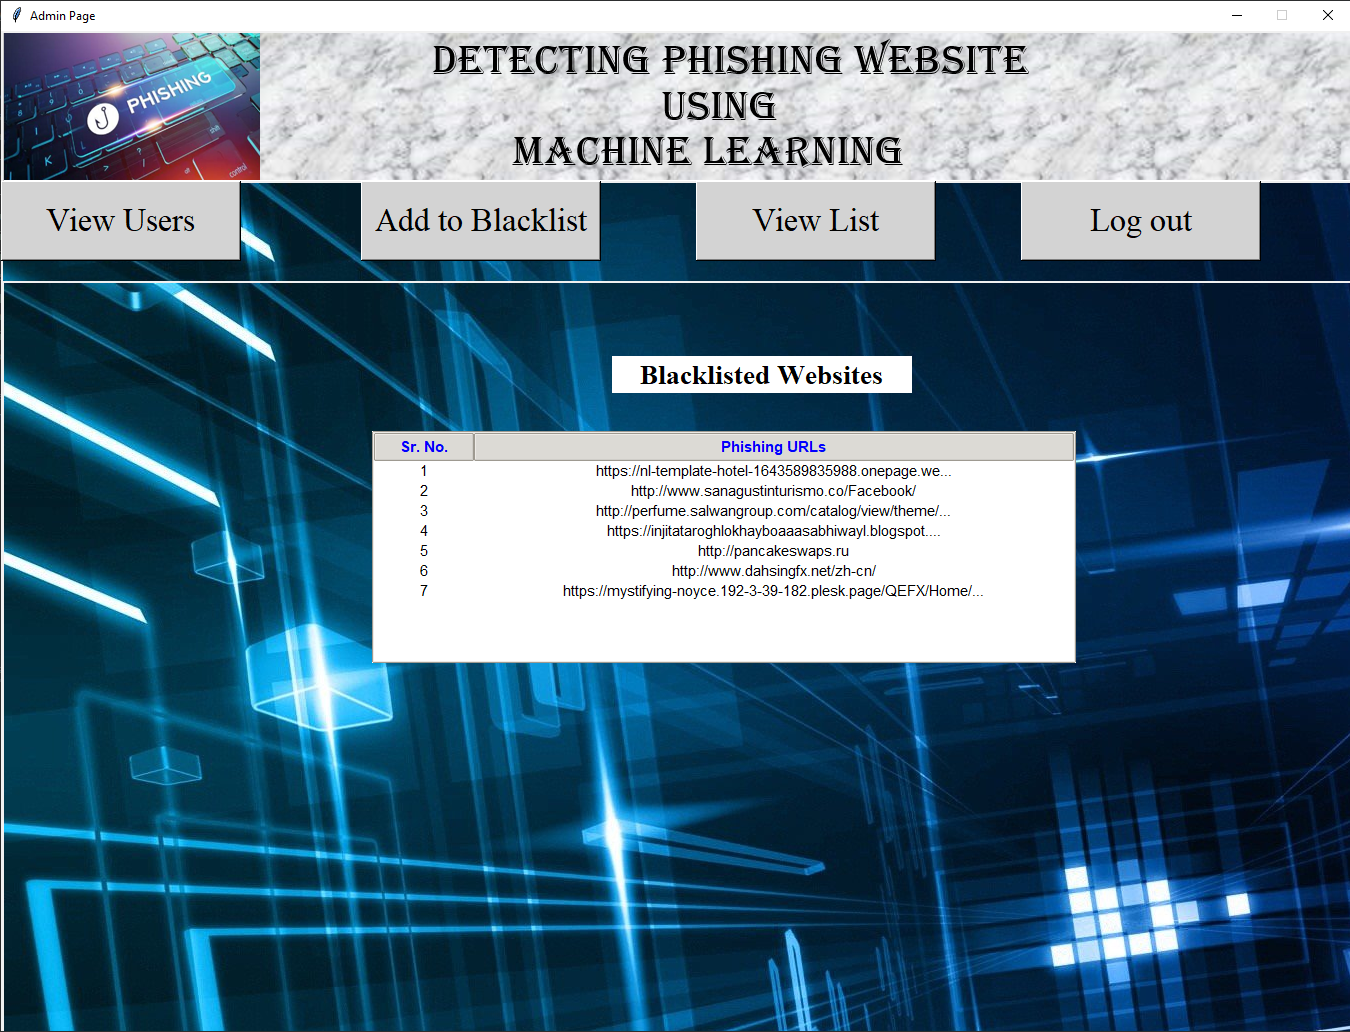 Admin Page
PHISHING
control
DETECTING PHISHING WEBSITE
USING
MACHINE LEARNING
View Users
Add to Blacklist
View List
Log out
Blacklisted Websites
Sr. No. Phishing URLs
1 https://nl-template-hotel-1643589835988.onepage.we...
2 http://www.sanagustinturismo.co/Facebook/
3 http://perfume.salwangroup.com/catalog/view/theme/...
4 https://injitataroghlokhayboaaasabhiwayl.blogspot....
5 http://pancakeswaps.ru
6 http://www.dahsingfx.net/zh-cn/
7 https://mystifying-noyce.192-3-39-182.plesk.page/QEFX/Home/...